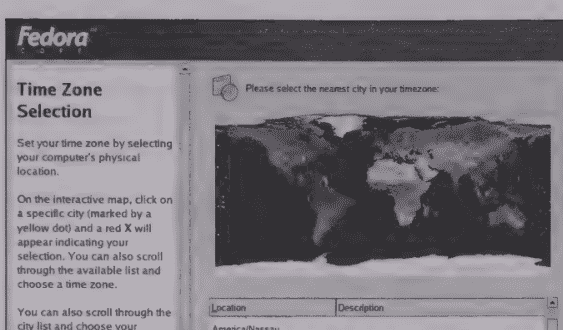 Fedora
CORE
Time Zone
Selection
Set your time zone by selecting
your computer's physical
location.
On the interactive map, click on
a specific city (marked by a
yellow dot) and a red X will
appear indicating your
selection. You can also scroll
through the available list and
choose a time zone.
You can also scroll through the
city list and choose your
Please select the nearest city in your timezone:
Location
Description
America/Nassau